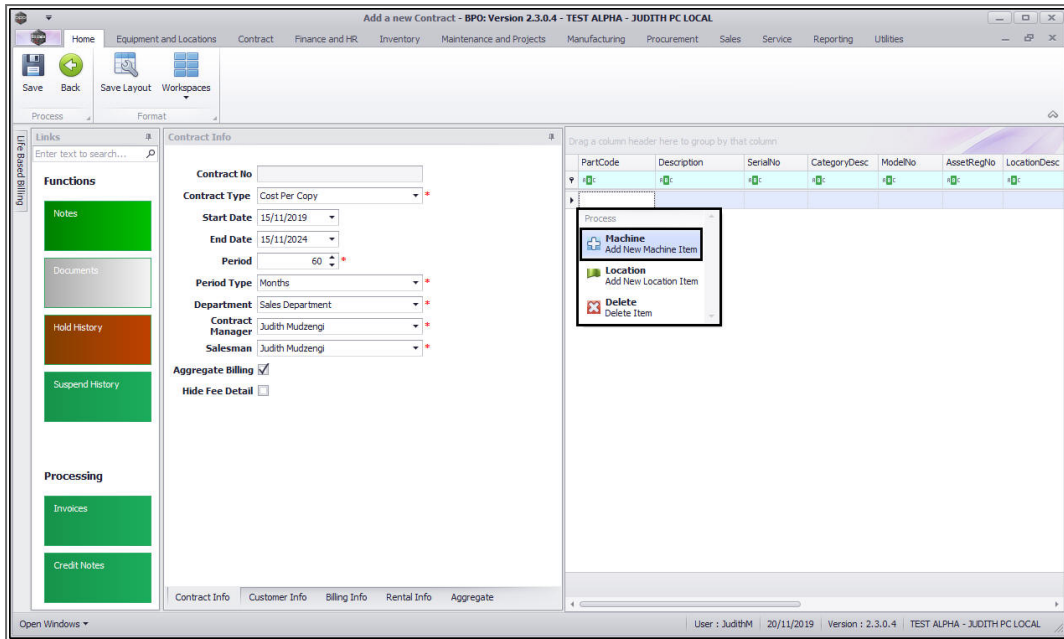 Add a new Contract - BPO: Version 2.3.0.4 - TEST ALPHA - JUDITH PC LOCAL
Home Equipment and Locations Contract Finance and HR Inventory Maintenance and Projects Manufacturing Procurement Sales Service Reporting Utilities
Save Back Save Layout Workspaces
Process Format
Life Based Billing
Links
Enter text to search...
Functions
Notes
Documents
Hold History
Suspend History
Processing
Invoices
Credit Notes
Contract Info
Contract No
Contract Type Cost Per Copy *
Start Date 15/11/2019
End Date 15/11/2024
Period 60 *
Period Type Months *
Department Sales Department *
Contract
Manager Judith Mudzengi *
Salesman Judith Mudzengi *
Aggregate Billing
Hide Fee Detail
Contract Info Customer Info Billing Info Rental Info Aggregate
Drag a column header here to group by that column
PartCode Description SerialNo CategoryDesc ModelNo AssetRegNo LocationDesc
Process
Machine
Add New Machine Item
Location
Add New Location Item
Delete
Delete Item
Open Windows
User : JudithM 20/11/2019 Version : 2.3.0.4 TEST ALPHA - JUDITH PC LOCAL